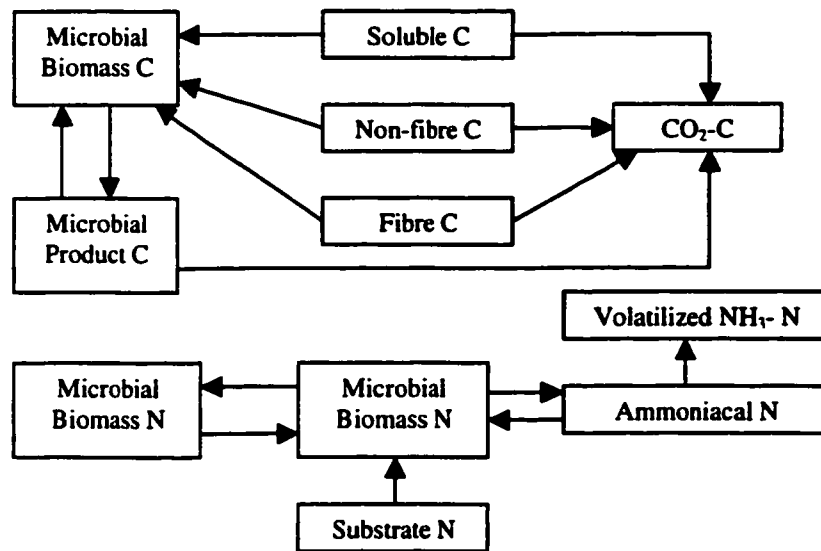 Microbial
Biomass C
Soluble C
Non-fibre C
CO₂-C
Microbial
Product C
Fibre C
Volatilized NH₃- N
Microbial
Biomass N
Microbial
Biomass N
Ammoniacal N
Substrate N